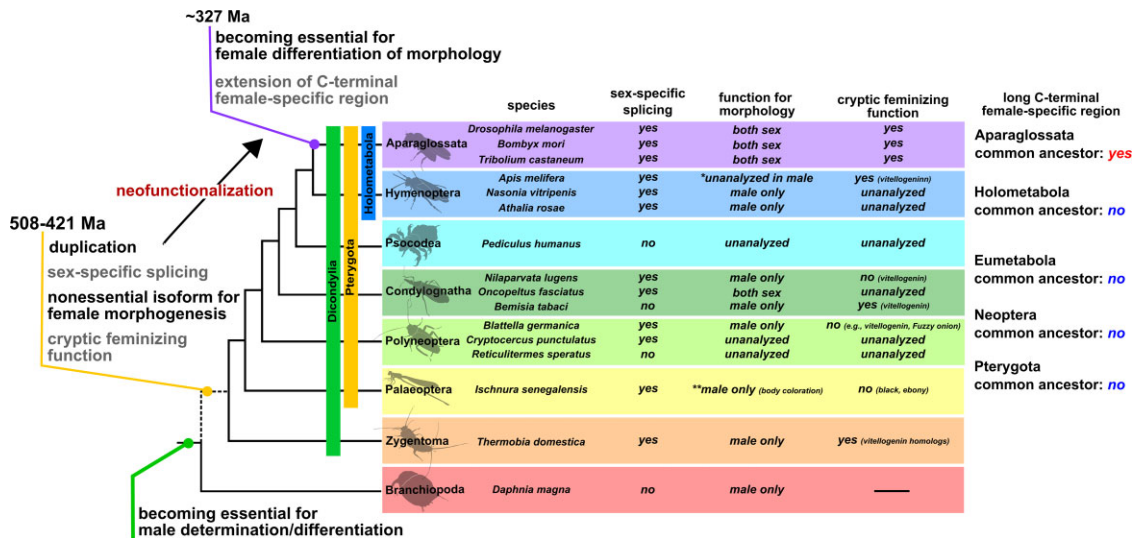 ~327 Ma
becoming essential for
female differentiation of morphology
extension of C-terminal
female-specific region
neofunctionalization
508-421 Ma
duplication
sex-specific splicing
nonessential isoform for
female morphogenesis
cryptic feminizing
function
becoming essential for
male determination/differentiation
Dicondylia
Pterygota
Holometabola
species
sex-specific
splicing
function for
morphology
cryptic feminizing
function
long C-terminal
female-specific region
Aparaglossata
Drosophila melanogaster yes both sex yes
Bombyx mori yes both sex yes
Tribolium castaneum yes both sex yes
Hymenoptera
Apis melifera yes *unanalyzed in male yes (vitellogeninn)
Nasonia vitripenis yes male only unanalyzed
Athalia rosae yes male only unanalyzed
Psocodea
Pediculus humanus no unanalyzed unanalyzed
Condylognatha
Nilaparvata lugens yes male only no (vitellogenin)
Oncopeltus fasciatus yes both sex unanalyzed
Bemisia tabaci no male only yes (vitellogenin)
Polyneoptera
Blattella germanica yes male only no (e.g., vitellogenin, Fuzzy onion)
Cryptocercus punctulatus yes unanalyzed unanalyzed
Reticulitermes speratus no unanalyzed unanalyzed
Palaeoptera
Ischnura senegalensis yes **male only (body coloration) no (black, ebony)
Zygentoma
Thermobia domestica yes male only yes (vitellogenin homologs)
Branchiopoda
Daphnia magna no male only —
Aparaglossata
common ancestor: yes
Holometabola
common ancestor: no
Eumetabola
common ancestor: no
Neoptera
common ancestor: no
Pterygota
common ancestor: no